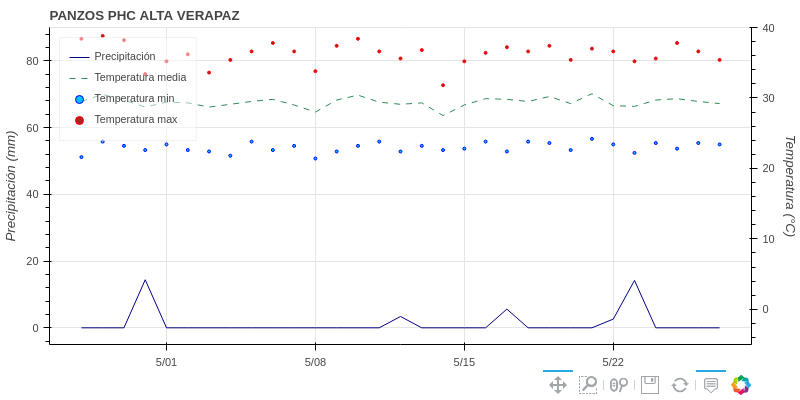 PANZOS PHC ALTA VERAPAZ
Precipitación
Temperatura media
Temperatura min
Temperatura max
Precipitación (mm)
80
60
40
20
0
Temperatura (°C)
40
30
20
10
0
5/01
5/08
5/15
5/22